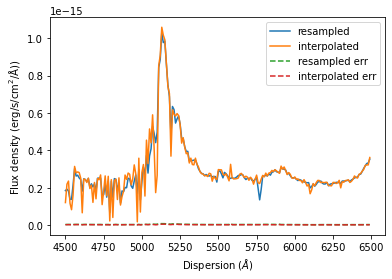 1e−15
resampled
interpolated
resampled err
interpolated err
Flux density (erg/s/cm²/Å))
1.0
0.8
0.6
0.4
0.2
0.0
4500 4750 5000 5250 5500 5750 6000 6250 6500
Dispersion (Å)